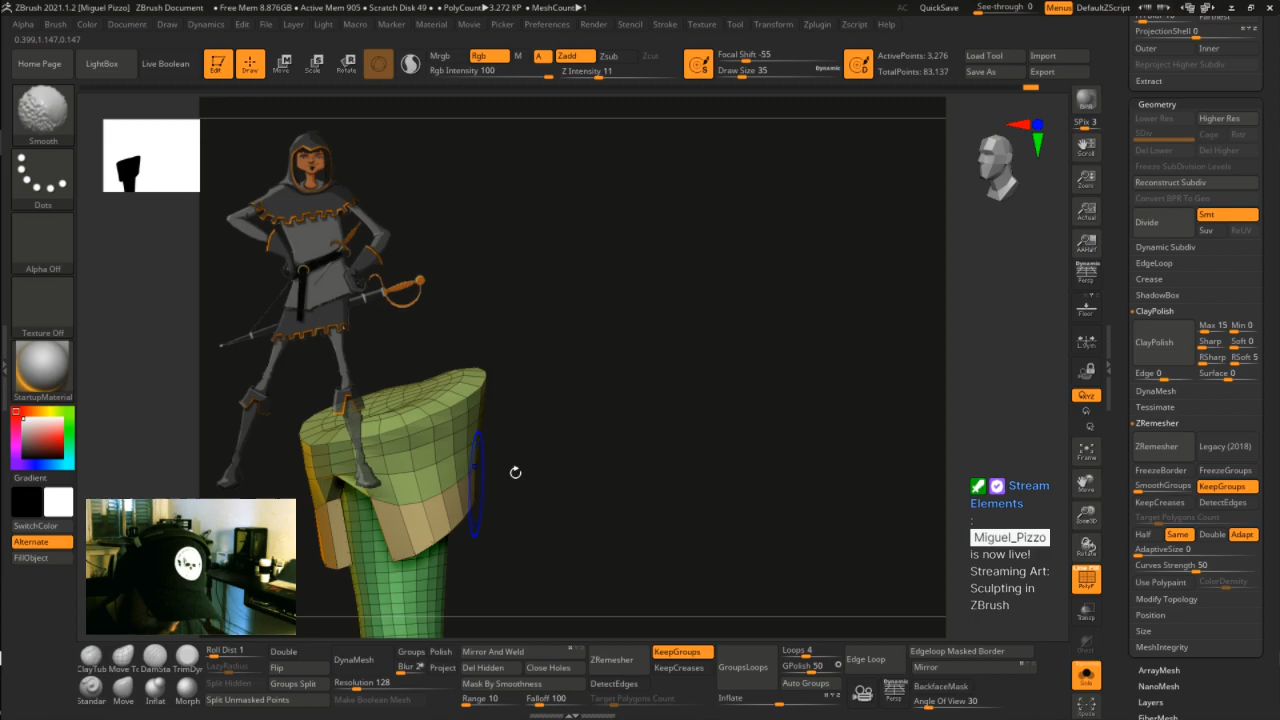 ZBrush 2021.1.2 [Miguel Pizzo] ZBrush Document • Free Mem 8.876GB • Active Mem 905 • Scratch Disk 49 • PolyCount▶3.272 KP • MeshCount▶1 AC QuickSave See-through 0 Menus DefaultZScript
Alpha Brush Color Document Draw Dynamics Edit File Layer Light Macro Marker Material Movie Picker Preferences Render Stencil Stroke Texture Tool Transform Zplugin Zscript Help
0.399,1.147,0.147
Home Page LightBox Live Boolean Edit Draw Move Scale Rotate
Mrgb Rgb M A Zadd Zsub Zcut
Rgb Intensity 100 Z Intensity 11
Focal Shift -55
Draw Size 35 Dynamic
ActivePoints: 3,276 Load Tool Import
TotalPoints: 83,137 Save As Export
Smooth
Dots
Alpha Off
Texture Off
StartupMaterial
Gradient
SwitchColor
Alternate
FillObject
BPR
SPix 3
Scroll
Zoom
Actual
AAHalf
Dynamic
Persp
Floor
L.Sym
XYZ
Frame
Move
Zoom3D
Rotate
Line Fill
PolyF
Transp
Solo
Xpose
Stream
Elements
:
Miguel_Pizzo
is now live!
Streaming Art:
Sculpting in
ZBrush
ProjectionShell 0
Outer Inner
Reproject Higher Subdiv
Extract
Geometry
Lower Res Higher Res
SDiv Cage Rstr
Del Lower Del Higher
Freeze SubDivision Levels
Reconstruct Subdiv
Convert BPR To Geo
Divide Smt
Suv ReUV
Dynamic Subdiv
EdgeLoop
Crease
ShadowBox
ClayPolish
ClayPolish Max 15 Min 0
Sharp Soft 0
RSharp RSoft 5
Edge 0 Surface 0
DynaMesh
Tessimate
ZRemesher
ZRemesher Legacy (2018)
FreezeBorder FreezeGroups
SmoothGroups KeepGroups
KeepCreases DetectEdges
Target Polygons Count
Half Same Double Adapt
AdaptiveSize 0
Curves Strength 50
Use Polypaint ColorDensity
Modify Topology
Position
Size
MeshIntegrity
ArrayMesh
NanoMesh
Layers
FiberMesh
ClayTub Move To DamSta TrimDyr
Standar Move Inflat Morph
Roll Dist 1 Double
LazyRadius Flip
Split Hidden Groups Split
Split Unmasked Points
DynaMesh Groups Polish
Blur 2 Project
Resolution 128
Make Boolean Mesh
Mirror And Weld
Del Hidden Close Holes
Mask By Smoothness
Range 10 Falloff 100
ZRemesher KeepGroups
KeepCreases
DetectEdges
Target Polygons Count
GroupsLoops Loops 4
GPolish 50
Auto Groups
Inflate
Edge Loop Edgeloop Masked Border
Mirror
Dynamic
Persp
BackfaceMask
Angle Of View 30